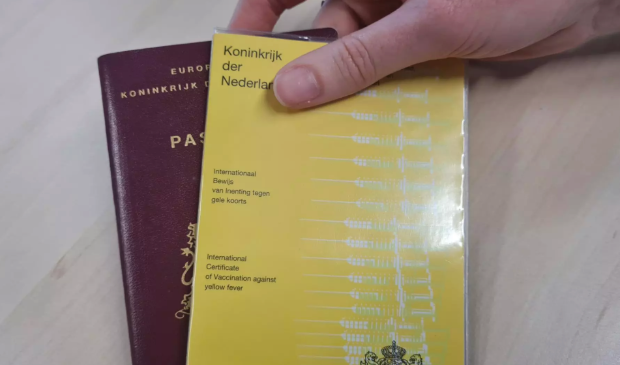 Koninkrijk
der
Nederlan
Internationaal
Bewijs
van Inenting tegen
gele koorts
International
Certificate
of Vaccination against
yellow fever
EUROP
KONINKRIJK D
PAS